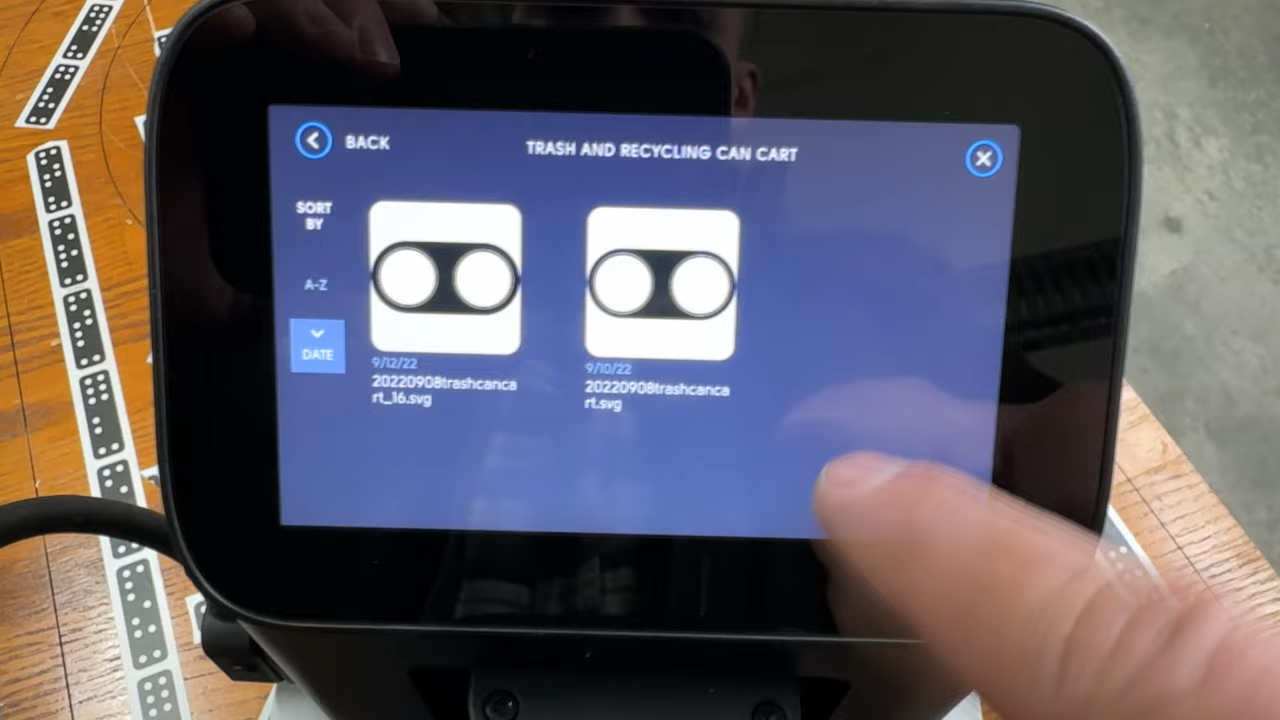 BACK
TRASH AND RECYCLING CAN CART
SORT
BY
A-Z
DATE
9/12/22
20220908trashcanca
rt_16.svg
9/10/22
20220908trashcanca
rt.svg